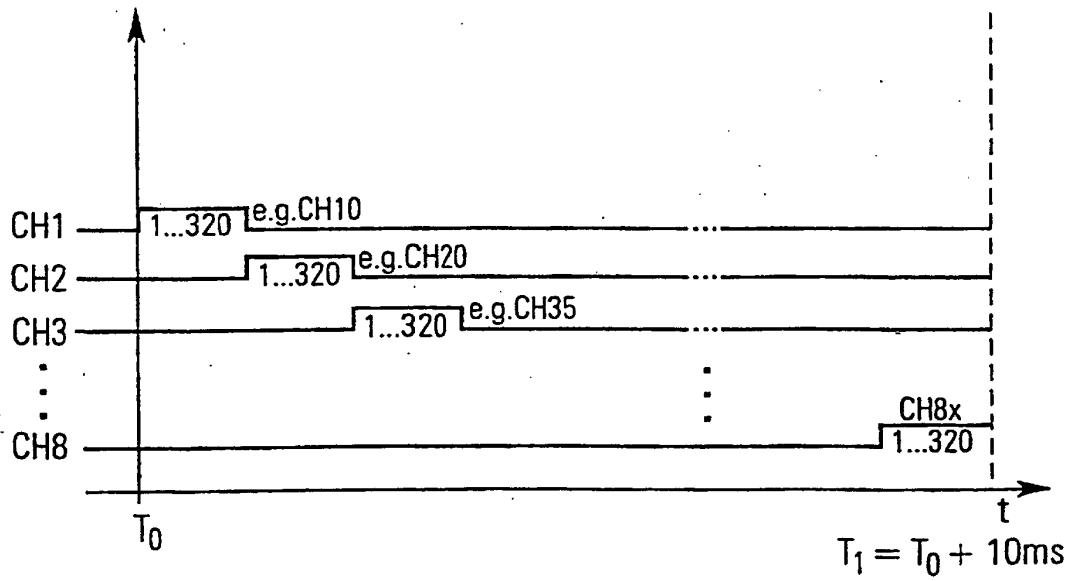 CH1 1...320 e.g.CH10 ...
CH2 1...320 e.g.CH20 ...
CH3 1...320 e.g.CH35 ...
CH8x
CH8 1...320
T0 t
T1 = T0 + 10ms